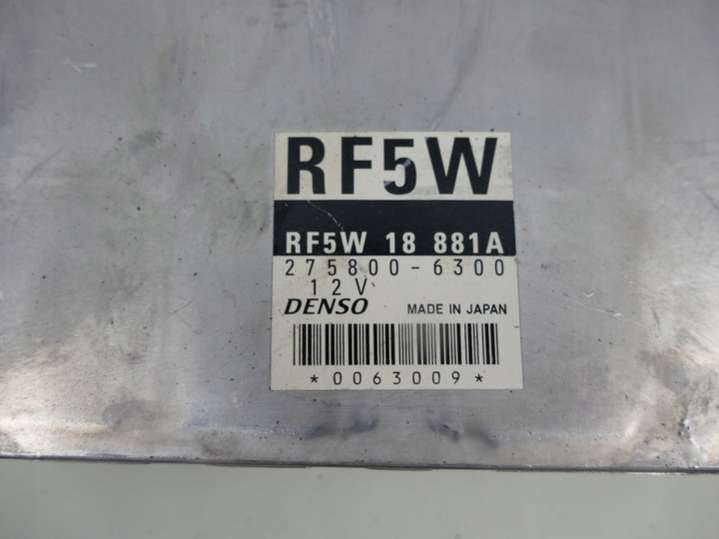 RF5W
RF5W 18 881A
275800-6300
12V
DENSO MADE IN JAPAN
*0063009*